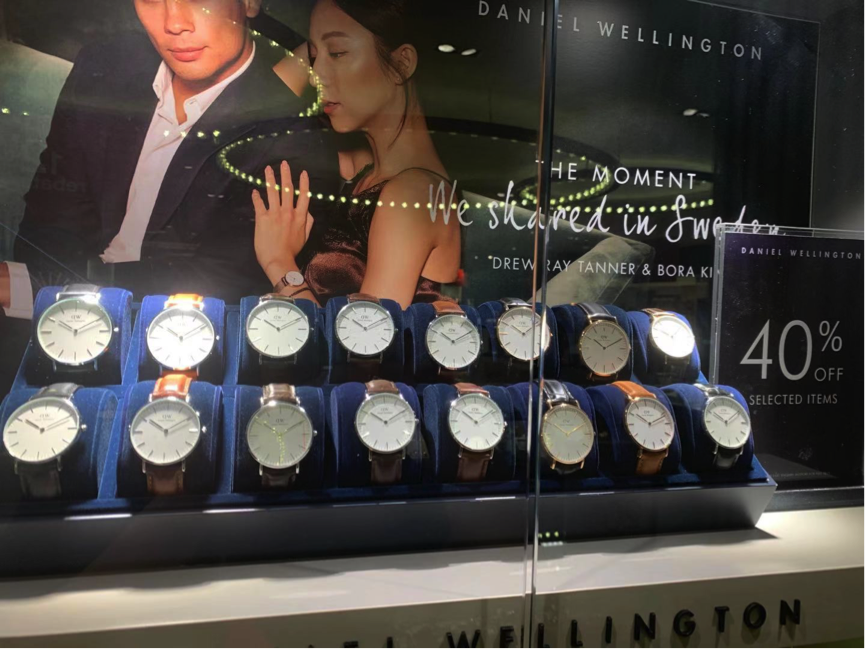 DANIEL WELLINGTON
THE MOMENT
We shared in Sweden
DREW RAY TANNER & BORA KI
DANIEL WELLINGTON
40%
OFF
SELECTED ITEMS
WELLINGTON